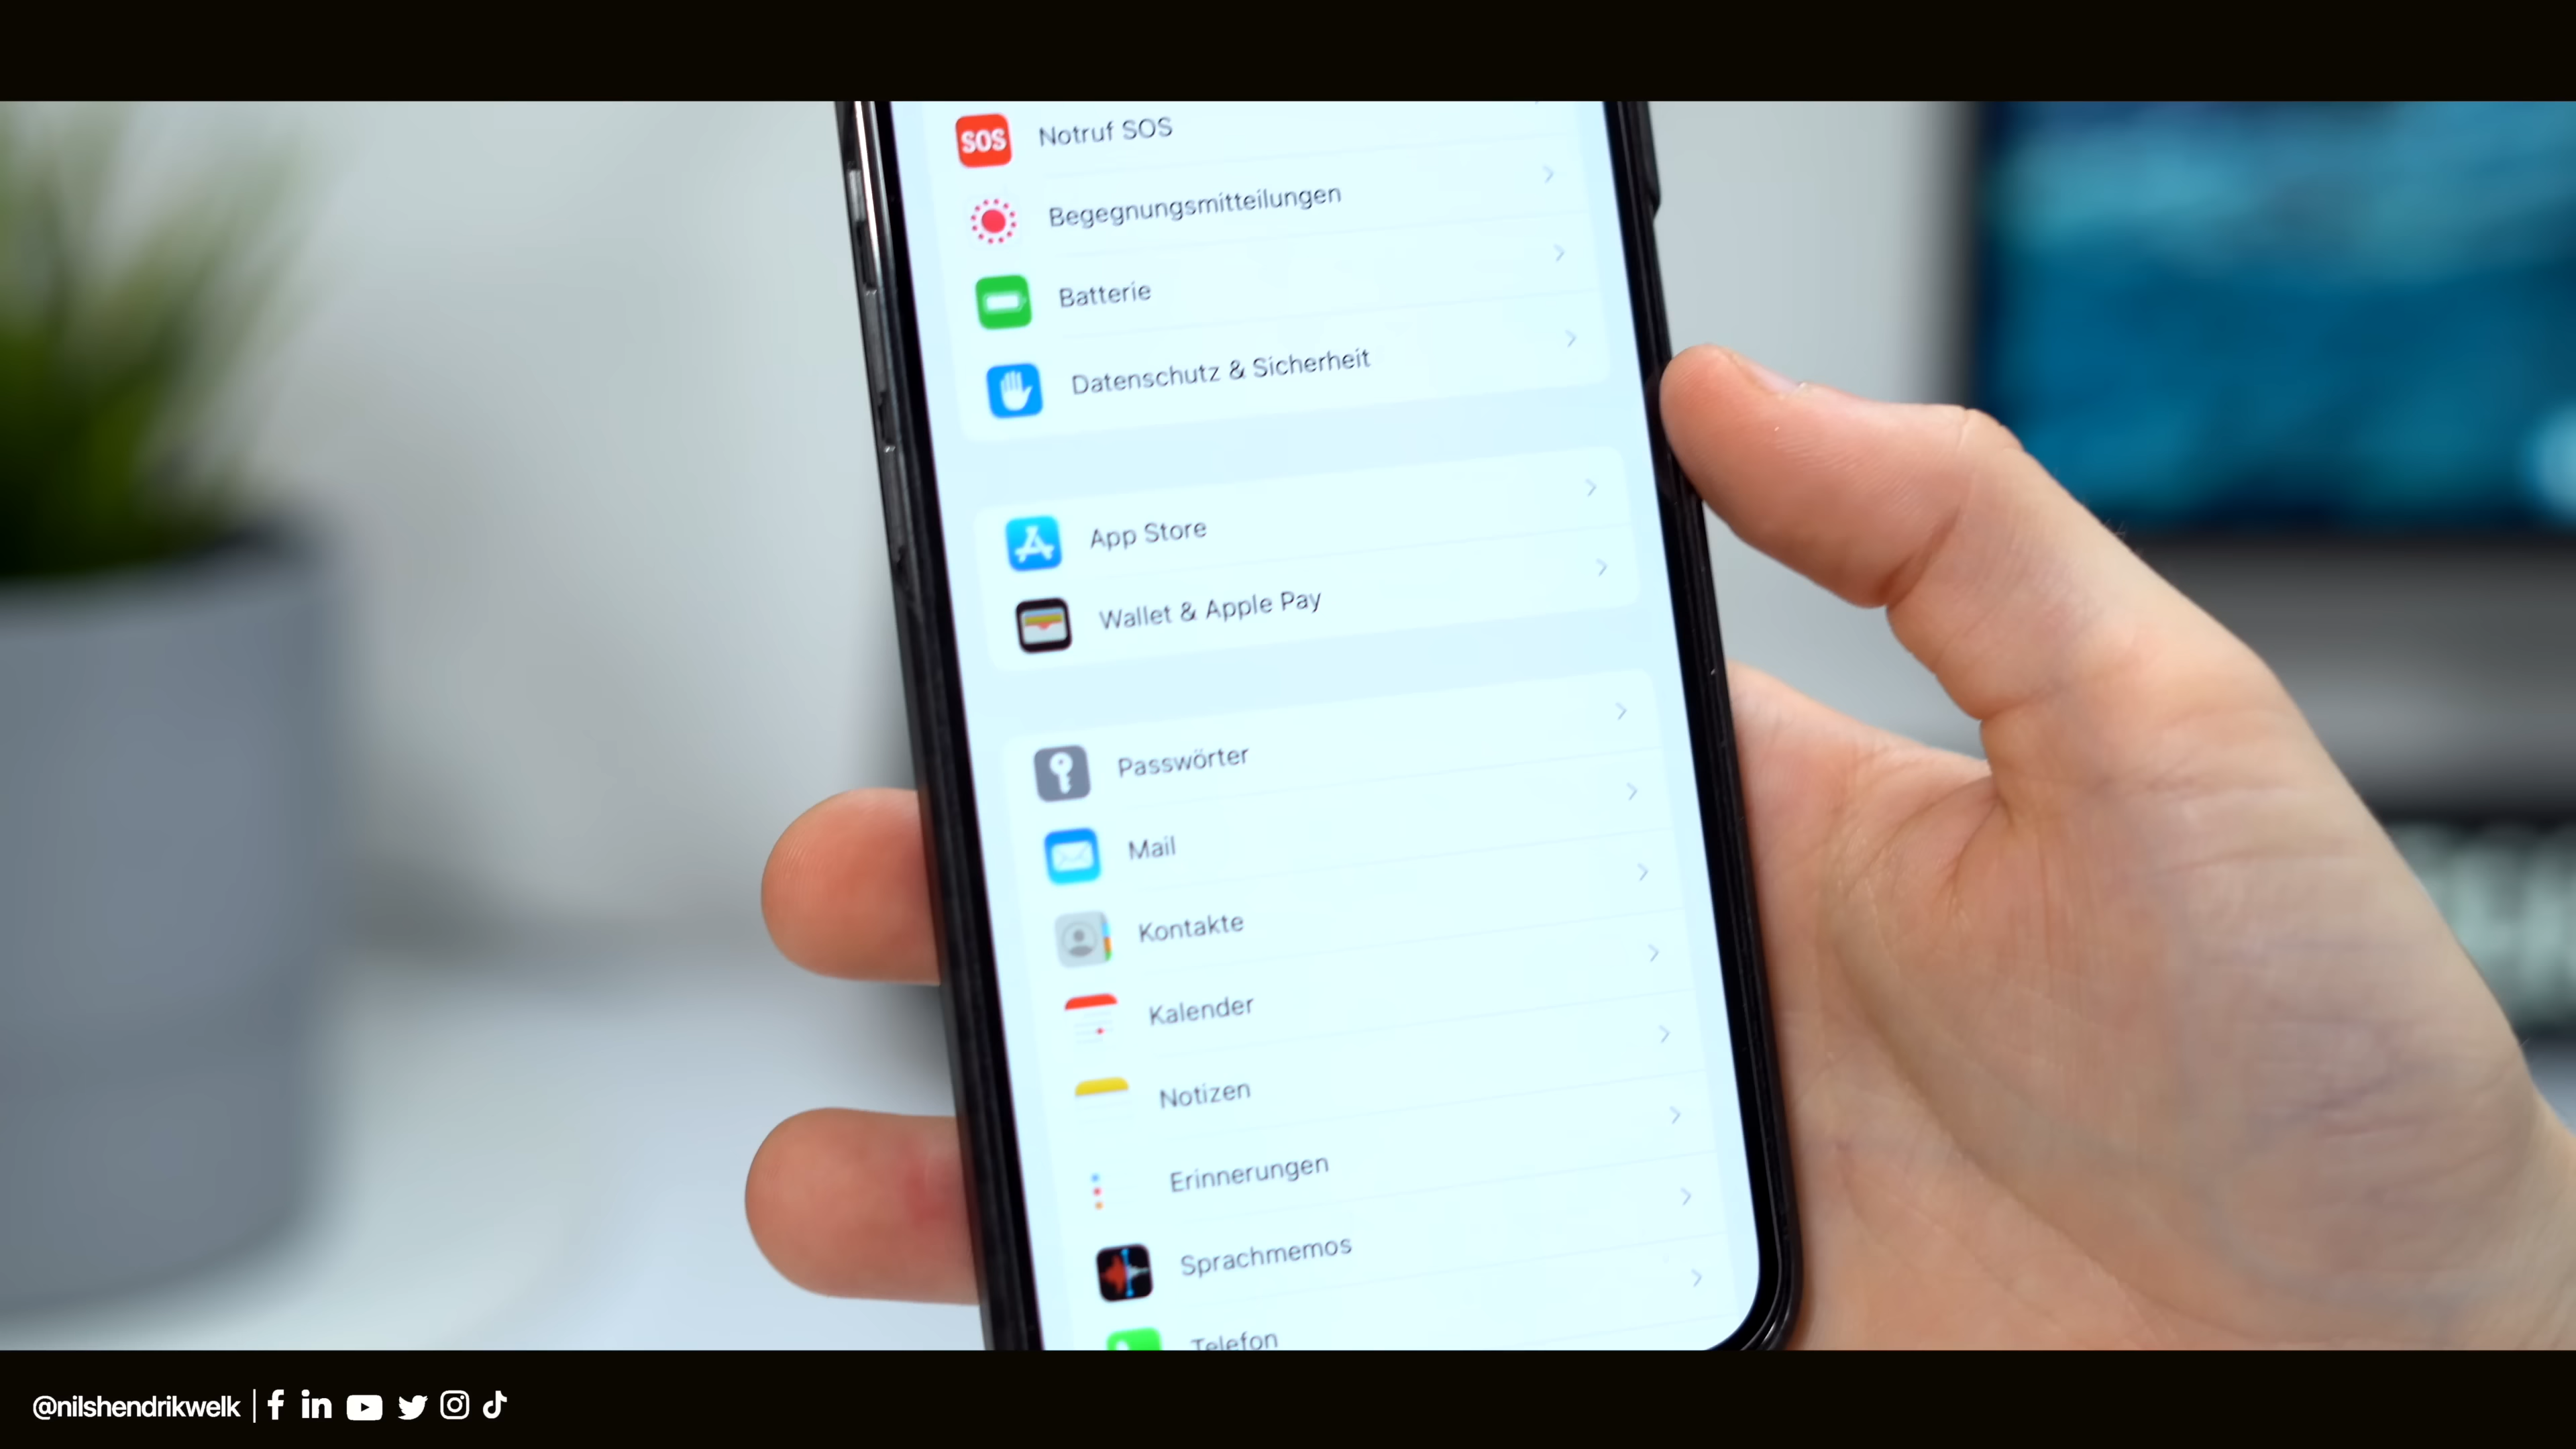 SOS Notruf SOS
Begegnungsmitteilungen
Batterie
Datenschutz & Sicherheit
App Store
Wallet & Apple Pay
Passwörter
Mail
Kontakte
Kalender
Notizen
Erinnerungen
Sprachmemos
Telefon
@nilshendrikwelk